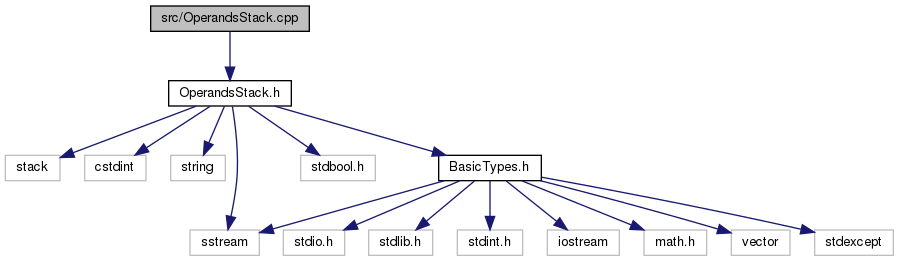 src/OperandsStack.cpp
OperandsStack.h
stack
cstdint
string
stdbool.h
BasicTypes.h
sstream
stdio.h
stdlib.h
stdint.h
iostream
math.h
vector
stdexcept